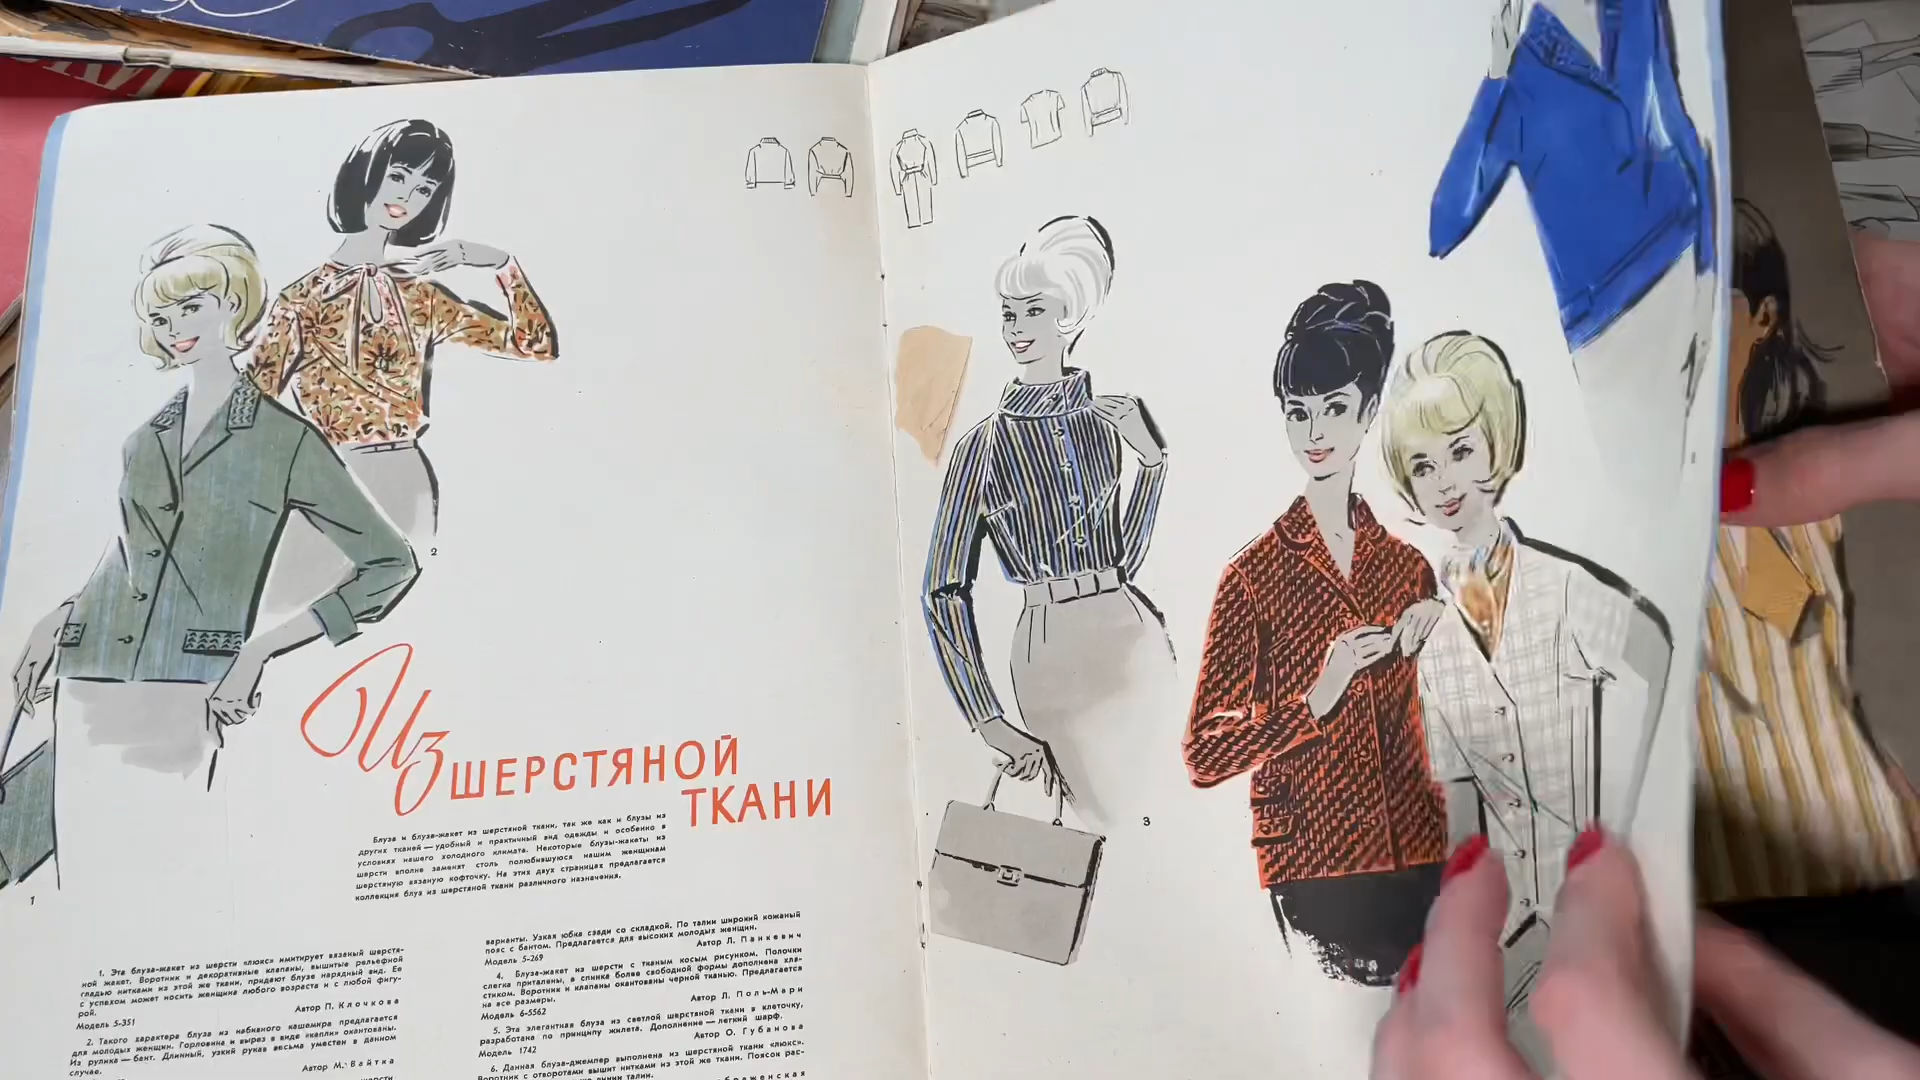 Из
ШЕРСТЯНОЙ
ТКАНИ
Блуза и блуза-жакет из шерстяной ткани, так же как и блузы из
других тканей — удобный и практичный вид одежды и особенно в
условиях нашего холодного климата. Некоторые блузы-жакеты из
шерсти вполне заменят столь полюбившуюся нашим женщинам
шерстяную вязаную кофточку. На этих двух страницах предлагается
коллекция блуз из шерстяной ткани различного назначения.
1. Эта блуза-жакет из шерсти «люкс» имитирует вязаный шерстя-
ной жакет. Воротник и декоративные клапаны, вышитые рельефной
гладью нитками из этой же ткани, придают блузе нарядный вид. Ее
с успехом может носить женщина любого возраста и с любой фигу-
рой.
Автор П. Клочкова
Модель 5-351
2. Такого характера блуза из набивного кашемира предлагается
для молодых женщин. Горловина и вырез в виде «капли» окантованы.
Из рулика — бант. Длинный, узкий рукав весьма уместен в данном
случае.
Автор М. Вайтка
варианты. Узкая юбка сзади со складкой. По талии широкий кожаный
пояс с бантом. Предлагается для высоких молодых женщин.
Автор Л. Панкевич
Модель 5-269
4. Блуза-жакет из шерсти с тканым косым рисунком. Полочки
слегка приталены, а спинка более свободной формы дополнена хля-
стиком. Воротник и клапаны окантованы черной тканью. Предлагается
на все размеры.
Автор Л. Поль-Мари
Модель 6-5562
5. Эта элегантная блуза из светлой шерстяной ткани в клеточку,
разработана по принципу жилета. Дополнение — легкий шарф.
Автор О. Губанова
Модель 1742
6. Данная блуза-джемпер выполнена из шерстяной ткани «люкс».
Воротник с отворотами вышит нитками из этой же ткани. Поясок рас-
линии талии.
1
2
3